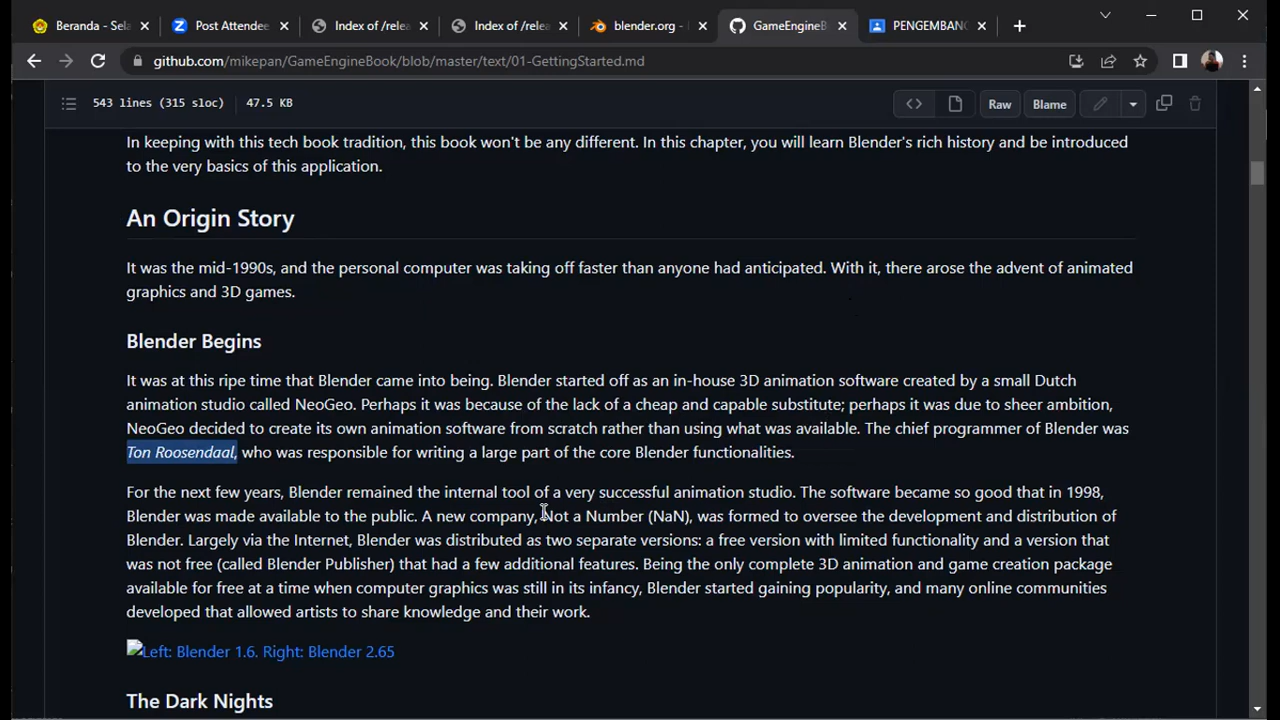 Beranda - Sela
Post Attendee
Index of /relea
Index of /relea
blender.org - 
GameEngineB
PENGEMBANG
github.com/mikepan/GameEngineBook/blob/master/text/01-GettingStarted.md
543 lines (315 sloc)
47.5 KB
Raw
Blame
In keeping with this tech book tradition, this book won't be any different. In this chapter, you will learn Blender's rich history and be introduced
to the very basics of this application.
An Origin Story
It was the mid-1990s, and the personal computer was taking off faster than anyone had anticipated. With it, there arose the advent of animated
graphics and 3D games.
Blender Begins
It was at this ripe time that Blender came into being. Blender started off as an in-house 3D animation software created by a small Dutch
animation studio called NeoGeo. Perhaps it was because of the lack of a cheap and capable substitute; perhaps it was due to sheer ambition,
NeoGeo decided to create its own animation software from scratch rather than using what was available. The chief programmer of Blender was
Ton Roosendaal, who was responsible for writing a large part of the core Blender functionalities.
For the next few years, Blender remained the internal tool of a very successful animation studio. The software became so good that in 1998,
Blender was made available to the public. A new company, Not a Number (NaN), was formed to oversee the development and distribution of
Blender. Largely via the Internet, Blender was distributed as two separate versions: a free version with limited functionality and a version that
was not free (called Blender Publisher) that had a few additional features. Being the only complete 3D animation and game creation package
available for free at a time when computer graphics was still in its infancy, Blender started gaining popularity, and many online communities
developed that allowed artists to share knowledge and their work.
Left: Blender 1.6. Right: Blender 2.65
The Dark Nights